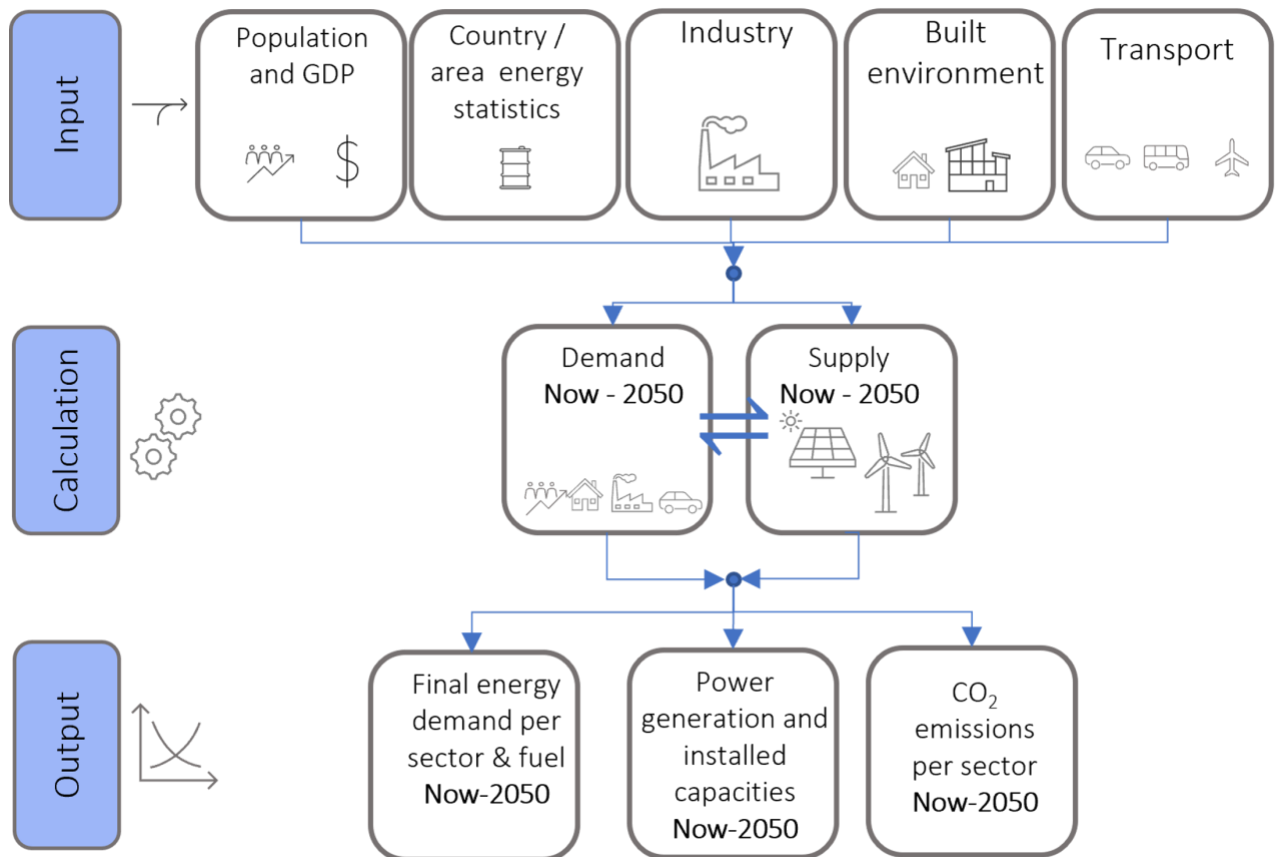 Input
Population
and GDP
$
Country /
area energy
statistics
Industry
Built
environment
Transport
Calculation
Demand
Now - 2050
Supply
Now - 2050
Output
Final energy
demand per
sector & fuel
Now-2050
Power
generation and
installed
capacities
Now-2050
CO₂
emissions
per sector
Now-2050